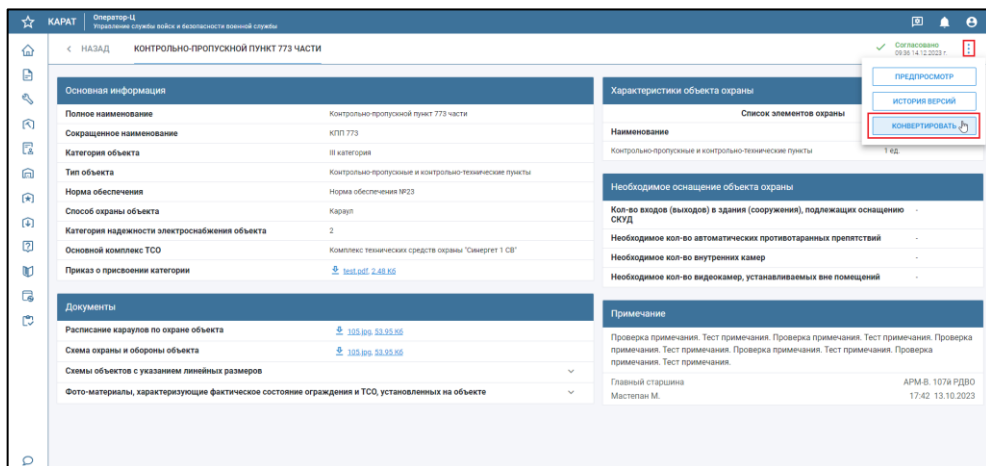 КАРАТ
Оператор-Ц
Управление службы войск и безопасности военной службы
< НАЗАД КОНТРОЛЬНО-ПРОПУСКНОЙ ПУНКТ 773 ЧАСТИ
Согласовано
09:36 14.12.2023 г.
ПРЕДПРОСМОТР
ИСТОРИЯ ВЕРСИЙ
КОНВЕРТИРОВАТЬ
Основная информация
Полное наименование Контрольно-пропускной пункт 773 части
Сокращенное наименование КПП 773
Категория объекта III категория
Тип объекта Контрольно-пропускные и контрольно-технические пункты
Норма обеспечения Норма обеспечения №23
Способ охраны объекта Караул
Категория надежности электроснабжения объекта 2
Основной комплекс ТСО Комплекс технических средств охраны "Синергет 1 СВ"
Приказ о присвоении категории test.pdf, 2.48 Кб
Документы
Расписание караулов по охране объекта 105.jpg, 53.95 Кб
Схема охраны и обороны объекта 105.jpg, 53.95 Кб
Схемы объектов с указанием линейных размеров
Фото-материалы, характеризующие фактическое состояние ограждения и ТСО, установленных на объекте
Характеристики объекта охраны
Список элементов охраны
Наименование
Контрольно-пропускные и контрольно-технические пункты 1 ед.
Необходимое оснащение объекта охраны
Кол-во входов (выходов) в здания (сооружения), подлежащих оснащению -
СКУД
Необходимое кол-во автоматических противотаранных препятствий -
Необходимое кол-во внутренних камер -
Необходимое кол-во видеокамер, устанавливаемых вне помещений -
Примечание
Проверка примечания. Тест примечания. Проверка примечания. Тест примечания. Проверка
примечания. Тест примечания. Проверка примечания. Тест примечания. Проверка
примечания. Тест примечания.
Главный старшина АРМ-В. 107й РДВО
Мастепан М. 17:42 13.10.2023